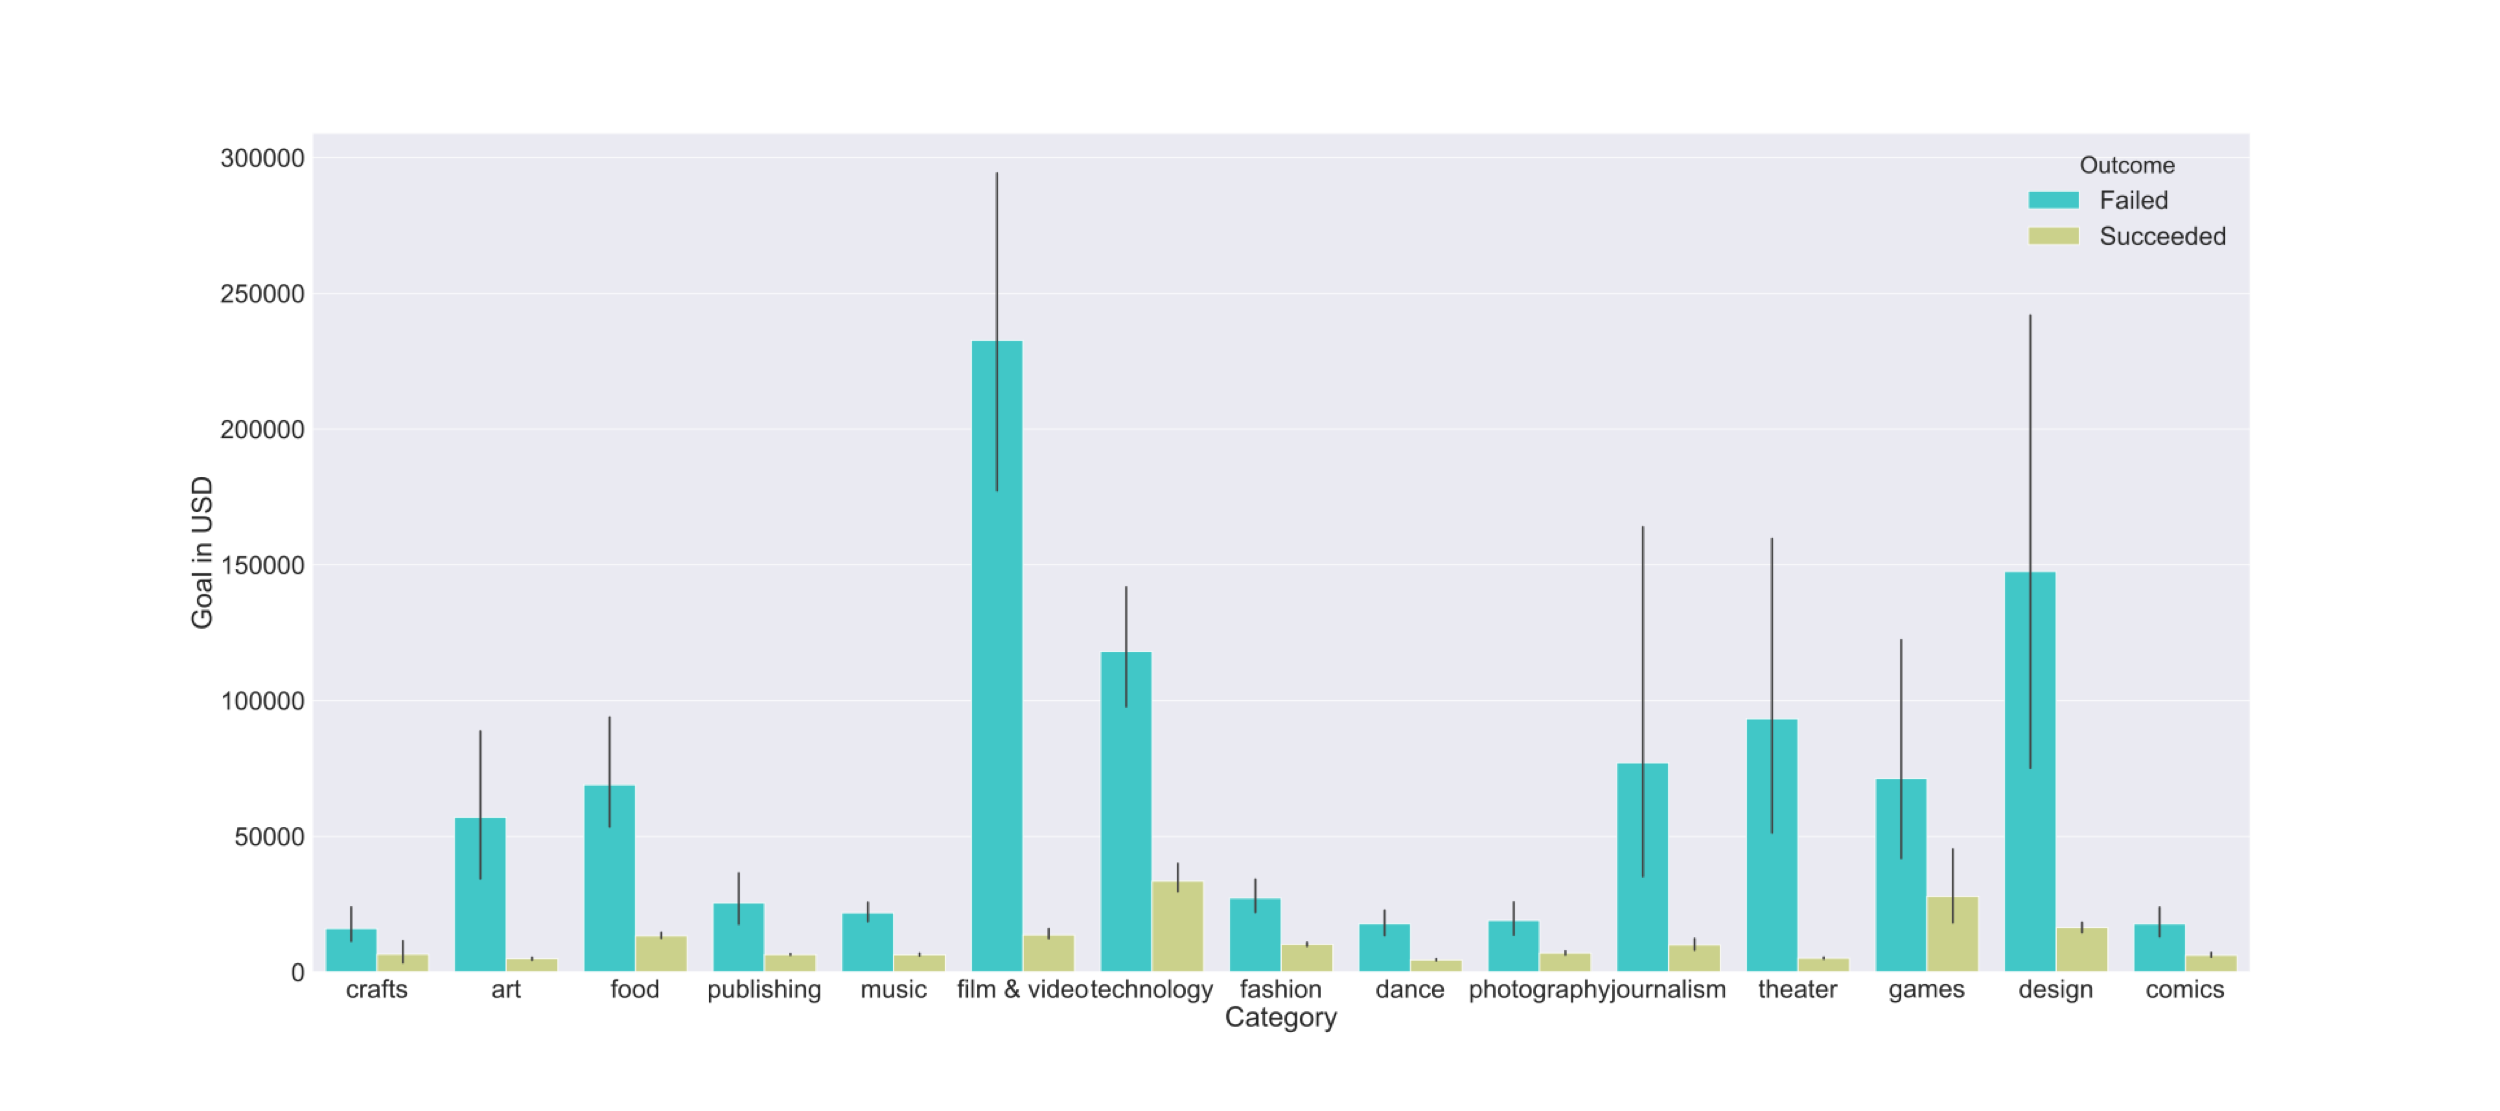 300000
250000
200000
150000
100000
50000
0
Goal in USD
Outcome
Failed
Succeeded
crafts art food publishing music film & video technology fashion dance photography journalism theater games design comics
Category